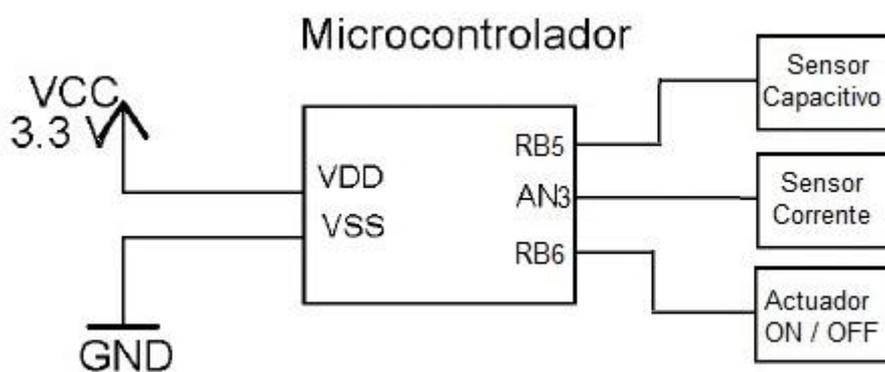 Microcontrolador
VCC
3.3 V
VDD
VSS
GND
RB5
AN3
RB6
Sensor
Capacitivo
Sensor
Corrente
Actuador
ON / OFF